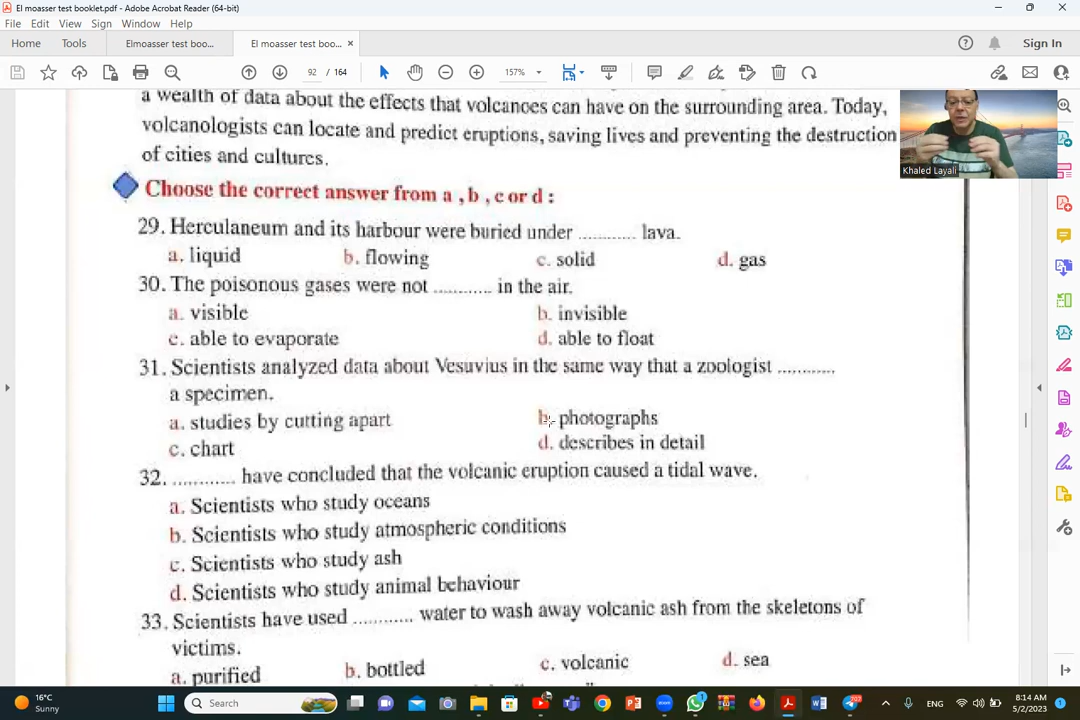 El moasser test booklet.pdf - Adobe Acrobat Reader (64-bit)
File Edit View Sign Window Help
Home Tools Elmoasser test boo... El moasser test boo... × Sign In
92 / 164 157%
a wealth of data about the effects that volcanoes can have on the surrounding area. Today,
volcanologists can locate and predict eruptions, saving lives and preventing the destruction
of cities and cultures.
Khaled Layali
Choose the correct answer from a , b , c or d :
29. Herculaneum and its harbour were buried under ............ lava.
a. liquid b. flowing c. solid d. gas
30. The poisonous gases were not ............ in the air.
a. visible b. invisible
c. able to evaporate d. able to float
31. Scientists analyzed data about Vesuvius in the same way that a zoologist ............
a specimen.
a. studies by cutting apart b. photographs
c. chart d. describes in detail
32. ............ have concluded that the volcanic eruption caused a tidal wave.
a. Scientists who study oceans
b. Scientists who study atmospheric conditions
c. Scientists who study ash
d. Scientists who study animal behaviour
33. Scientists have used ............ water to wash away volcanic ash from the skeletons of
victims.
a. purified b. bottled c. volcanic d. sea
16°C
Sunny
Search
8:14 AM
5/2/2023